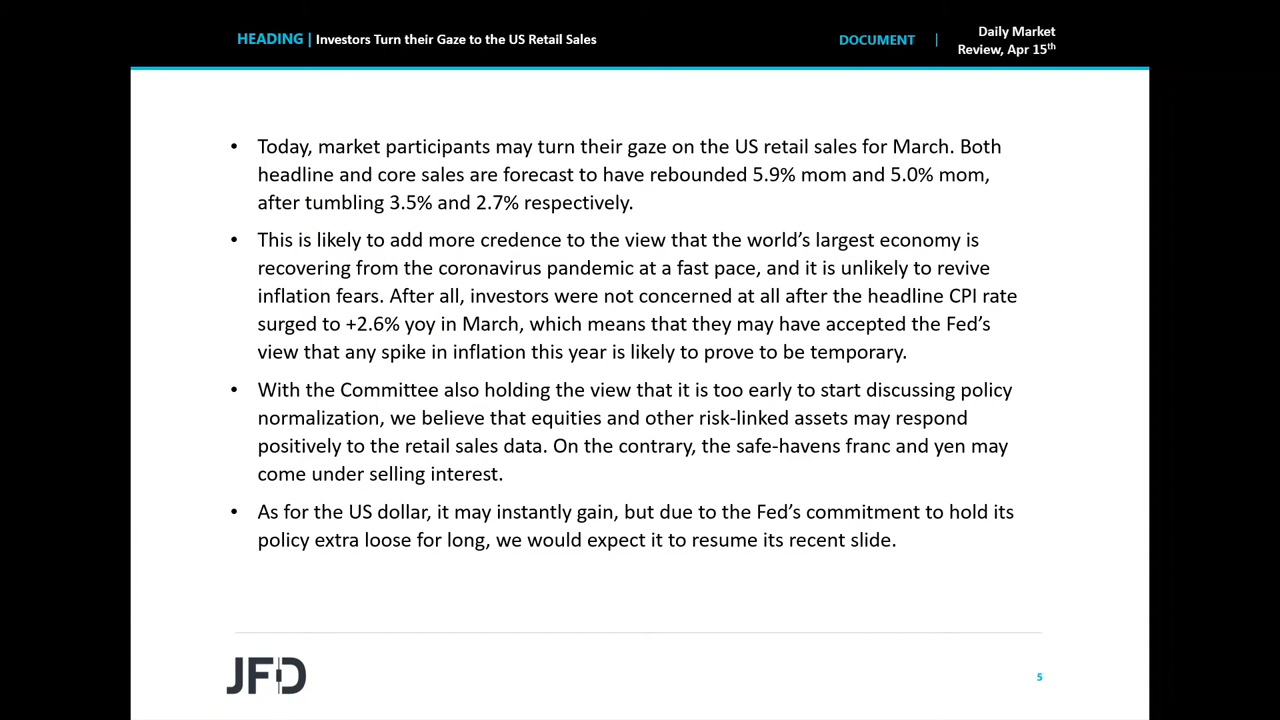 HEADING | Investors Turn their Gaze to the US Retail Sales
DOCUMENT |
Daily Market
Review, Apr 15th
• Today, market participants may turn their gaze on the US retail sales for March. Both
headline and core sales are forecast to have rebounded 5.9% mom and 5.0% mom,
after tumbling 3.5% and 2.7% respectively.
• This is likely to add more credence to the view that the world’s largest economy is
recovering from the coronavirus pandemic at a fast pace, and it is unlikely to revive
inflation fears. After all, investors were not concerned at all after the headline CPI rate
surged to +2.6% yoy in March, which means that they may have accepted the Fed’s
view that any spike in inflation this year is likely to prove to be temporary.
• With the Committee also holding the view that it is too early to start discussing policy
normalization, we believe that equities and other risk-linked assets may respond
positively to the retail sales data. On the contrary, the safe-havens franc and yen may
come under selling interest.
• As for the US dollar, it may instantly gain, but due to the Fed’s commitment to hold its
policy extra loose for long, we would expect it to resume its recent slide.
JFD
5